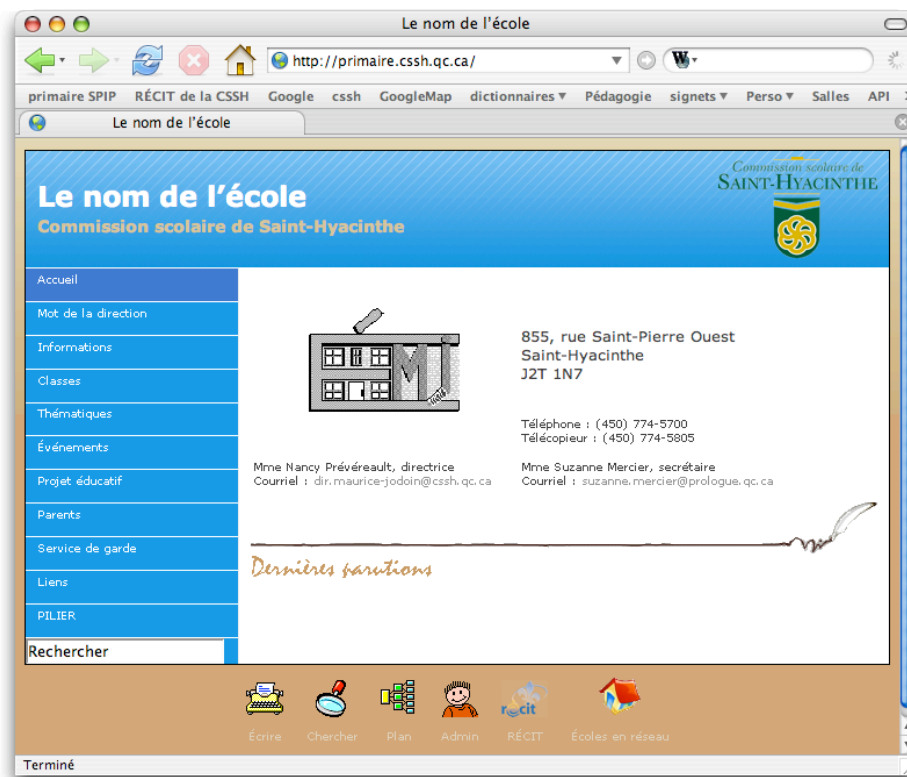 Le nom de l'école
http://primaire.cssh.qc.ca/
W
primaire SPIP RÉCIT de la CSSH Google cssh GoogleMap dictionnaires Pédagogie signets Perso Salles API
Le nom de l'école
Le nom de l'école
Commission scolaire de Saint-Hyacinthe
Commission scolaire de
SAINT-HYACINTHE
Accueil
Mot de la direction
Informations
Classes
Thématiques
Événements
Projet éducatif
Parents
Service de garde
Liens
PILIER
Rechercher
MJ
855, rue Saint-Pierre Ouest
Saint-Hyacinthe
J2T 1N7
Téléphone : (450) 774-5700
Télécopieur : (450) 774-5805
Mme Nancy Prévéreault, directrice
Courriel : dir.maurice-jodoin@cssh.qc.ca
Mme Suzanne Mercier, secrétaire
Courriel : suzanne.mercier@prologue.qc.ca
Dernières parutions
récit
Écrire Chercher Plan Admin RÉCIT Écoles en réseau
Terminé